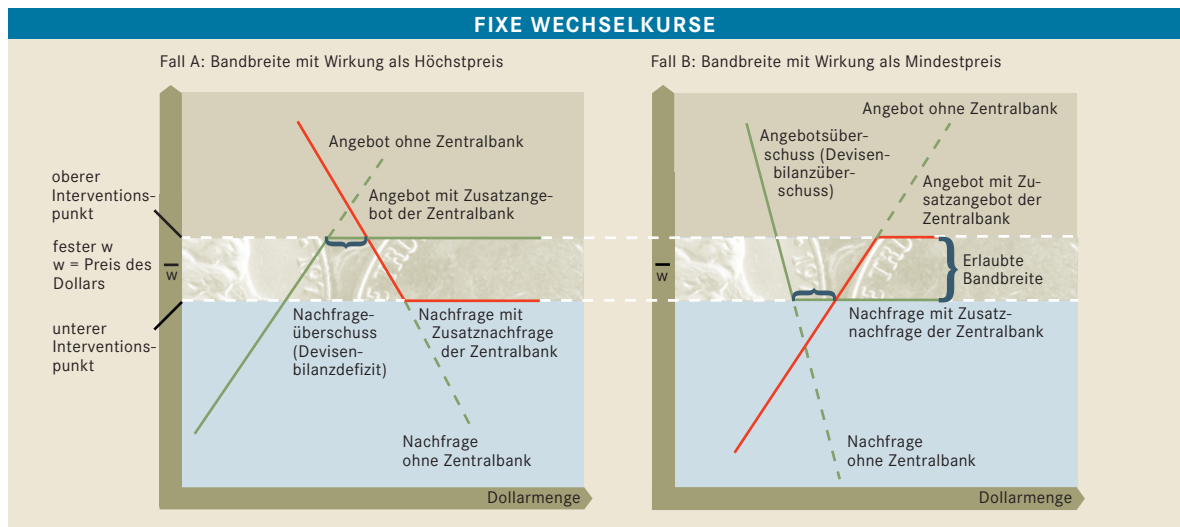 FIXE WECHSELKURSE
Fall A: Bandbreite mit Wirkung als Höchstpreis
Angebot ohne Zentralbank
Angebot mit Zusatzange-
bot der Zentralbank
oberer
Interventions-
punkt
fester w
w = Preis des
Dollars
w
unterer
Interventions-
punkt
Nachfrage-
überschuss
(Devisen-
bilanzdefizit)
Nachfrage mit
Zusatznachfrage
der Zentralbank
Nachfrage
ohne Zentralbank
Dollarmenge
Fall B: Bandbreite mit Wirkung als Mindestpreis
Angebot ohne Zentralbank
Angebotsüber-
schuss (Devisen-
bilanzüber-
schuss)
Angebot mit Zu-
satzangebot der
Zentralbank
w
Erlaubte
Bandbreite
Nachfrage mit Zusatz-
nachfrage der Zentralbank
Nachfrage
ohne Zentralbank
Dollarmenge